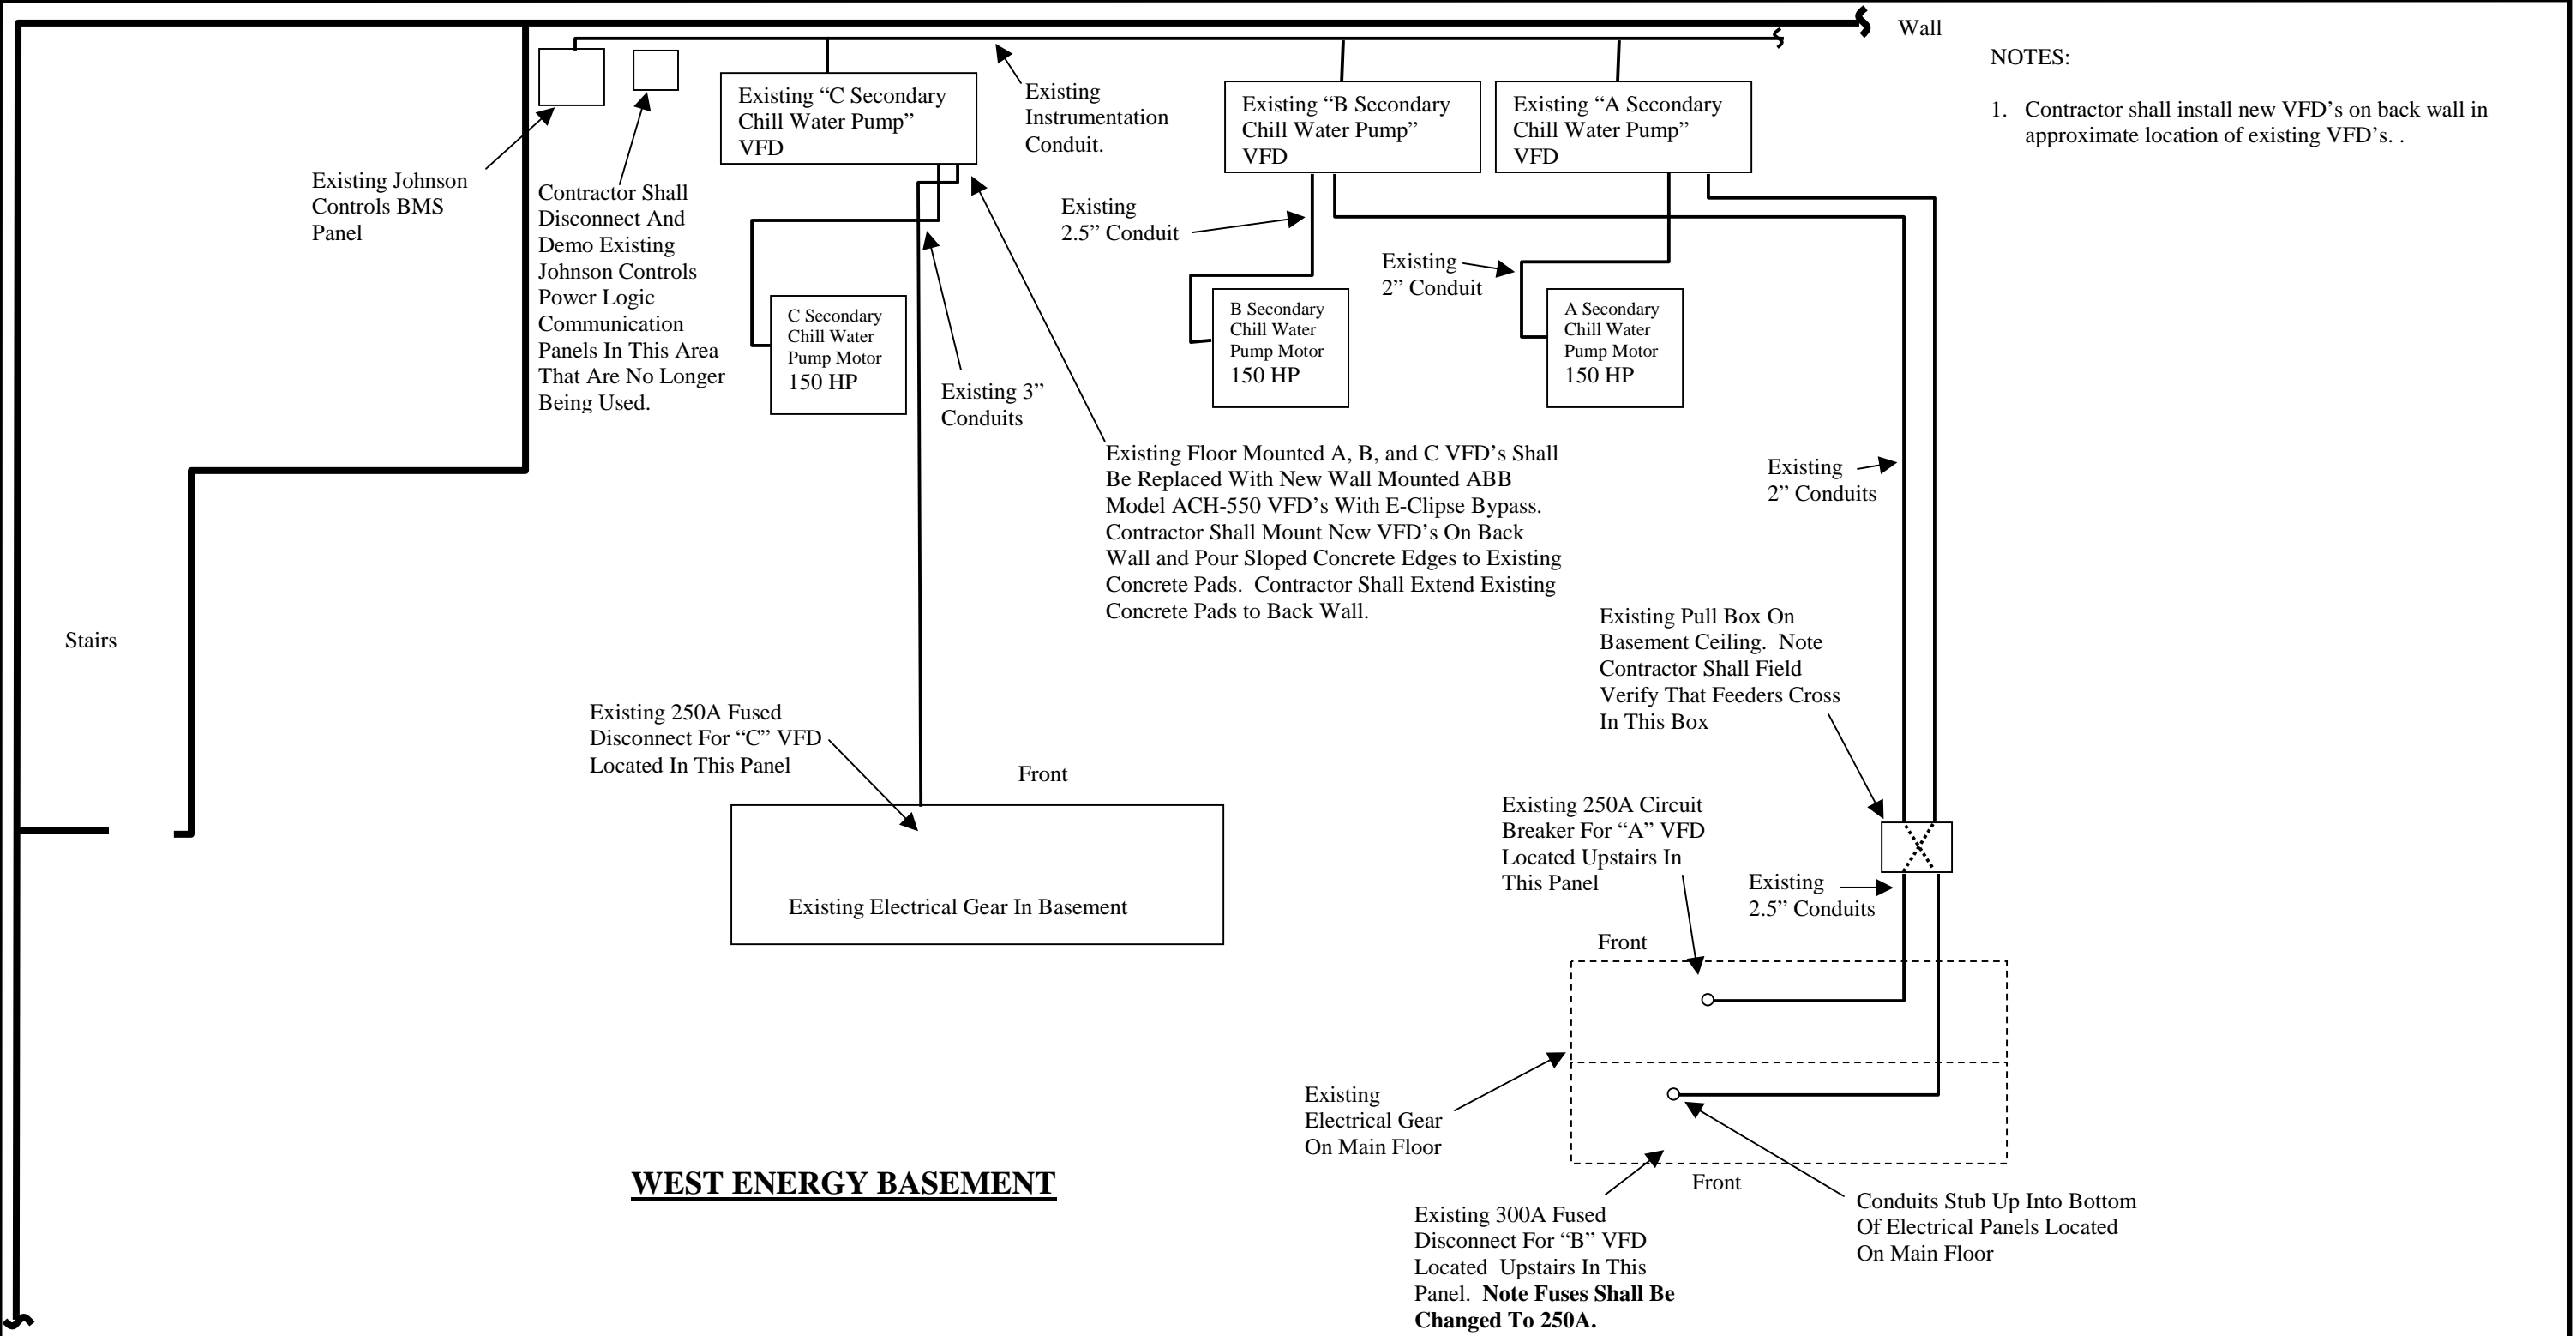 Wall
NOTES:
1. Contractor shall install new VFD’s on back wall in
approximate location of existing VFD’s. .
Existing “C Secondary
Chill Water Pump”
VFD
Existing
Instrumentation
Conduit.
Existing “B Secondary
Chill Water Pump”
VFD
Existing “A Secondary
Chill Water Pump”
VFD
Existing Johnson
Controls BMS
Panel
Contractor Shall
Disconnect And
Demo Existing
Johnson Controls
Power Logic
Communication
Panels In This Area
That Are No Longer
Being Used.
Existing
2.5” Conduit
Existing
2” Conduit
C Secondary
Chill Water
Pump Motor
150 HP
B Secondary
Chill Water
Pump Motor
150 HP
A Secondary
Chill Water
Pump Motor
150 HP
Existing 3”
Conduits
Existing Floor Mounted A, B, and C VFD’s Shall
Be Replaced With New Wall Mounted ABB
Model ACH-550 VFD’s With E-Clipse Bypass.
Contractor Shall Mount New VFD’s On Back
Wall and Pour Sloped Concrete Edges to Existing
Concrete Pads. Contractor Shall Extend Existing
Concrete Pads to Back Wall.
Existing
2” Conduits
Stairs
Existing Pull Box On
Basement Ceiling. Note
Contractor Shall Field
Verify That Feeders Cross
In This Box
Existing 250A Fused
Disconnect For “C” VFD
Located In This Panel
Front
Existing Electrical Gear In Basement
Existing 250A Circuit
Breaker For “A” VFD
Located Upstairs In
This Panel
Existing
2.5” Conduits
Front
Existing
Electrical Gear
On Main Floor
WEST ENERGY BASEMENT
Front
Existing 300A Fused
Disconnect For “B” VFD
Located Upstairs In This
Panel. Note Fuses Shall Be
Changed To 250A.
Conduits Stub Up Into Bottom
Of Electrical Panels Located
On Main Floor